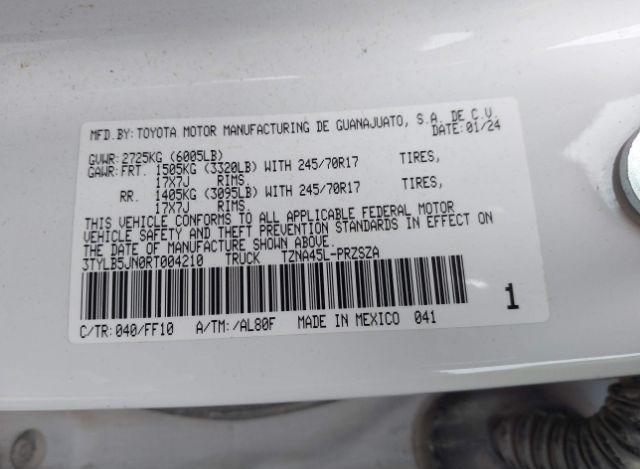 MFD.BY: TOYOTA MOTOR MANUFACTURING DE GUANAJUATO, S.A. DE C.V.
DATE: 01/24
GVWR: 2725KG (6005LB)
GAWR: FRT. 1505KG (3320LB) WITH 245/70R17 TIRES,
17X7J RIMS.
RR. 1405KG (3095LB) WITH 245/70R17 TIRES,
17X7J RIMS.
THIS VEHICLE CONFORMS TO ALL APPLICABLE FEDERAL MOTOR
VEHICLE SAFETY AND THEFT PREVENTION STANDARDS IN EFFECT ON
THE DATE OF MANUFACTURE SHOWN ABOVE.
3TYLB5JN0RT004210 TRUCK TZNA45L-PRZSZA
1
C/TR: 040/FF10 A/TM: /AL80F MADE IN MEXICO 041